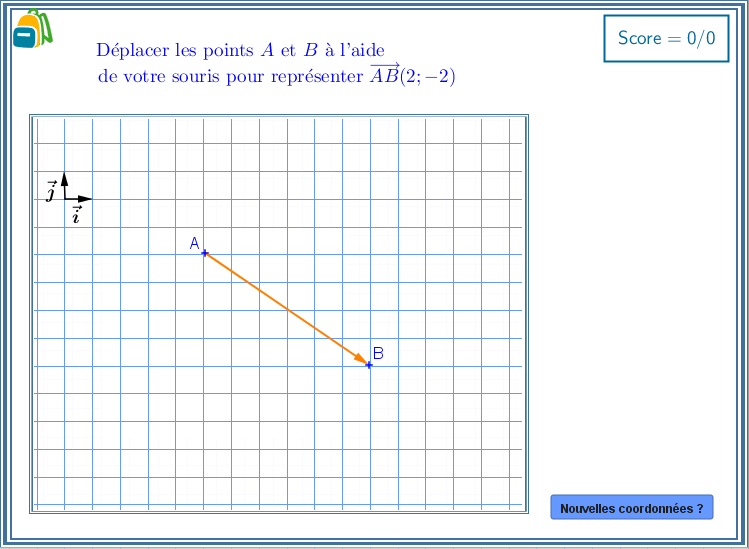 Score = 0/0
Déplacer les points A et B à l'aide
de votre souris pour représenter $\overrightarrow{AB}$(2; −2)
$\vec{j}$
$\vec{i}$
A
B
Nouvelles coordonnées ?